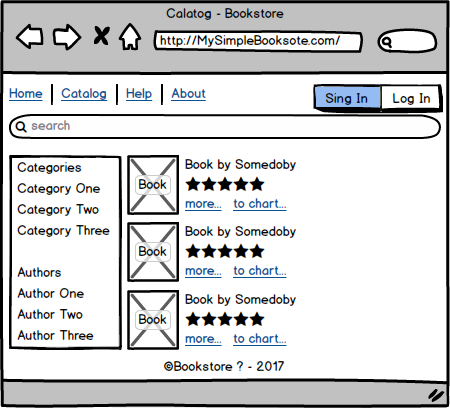 Calatog - Bookstore
http://MySimpleBooksote.com/
Home Catalog Help About
Sing In Log In
search
Categories
Category One
Category Two
Category Three
Authors
Author One
Author Two
Author Three
Book
Book by Somedoby
more... to chart...
Book
Book by Somedoby
more... to chart...
Book
Book by Somedoby
more... to chart...
©Bookstore ? - 2017